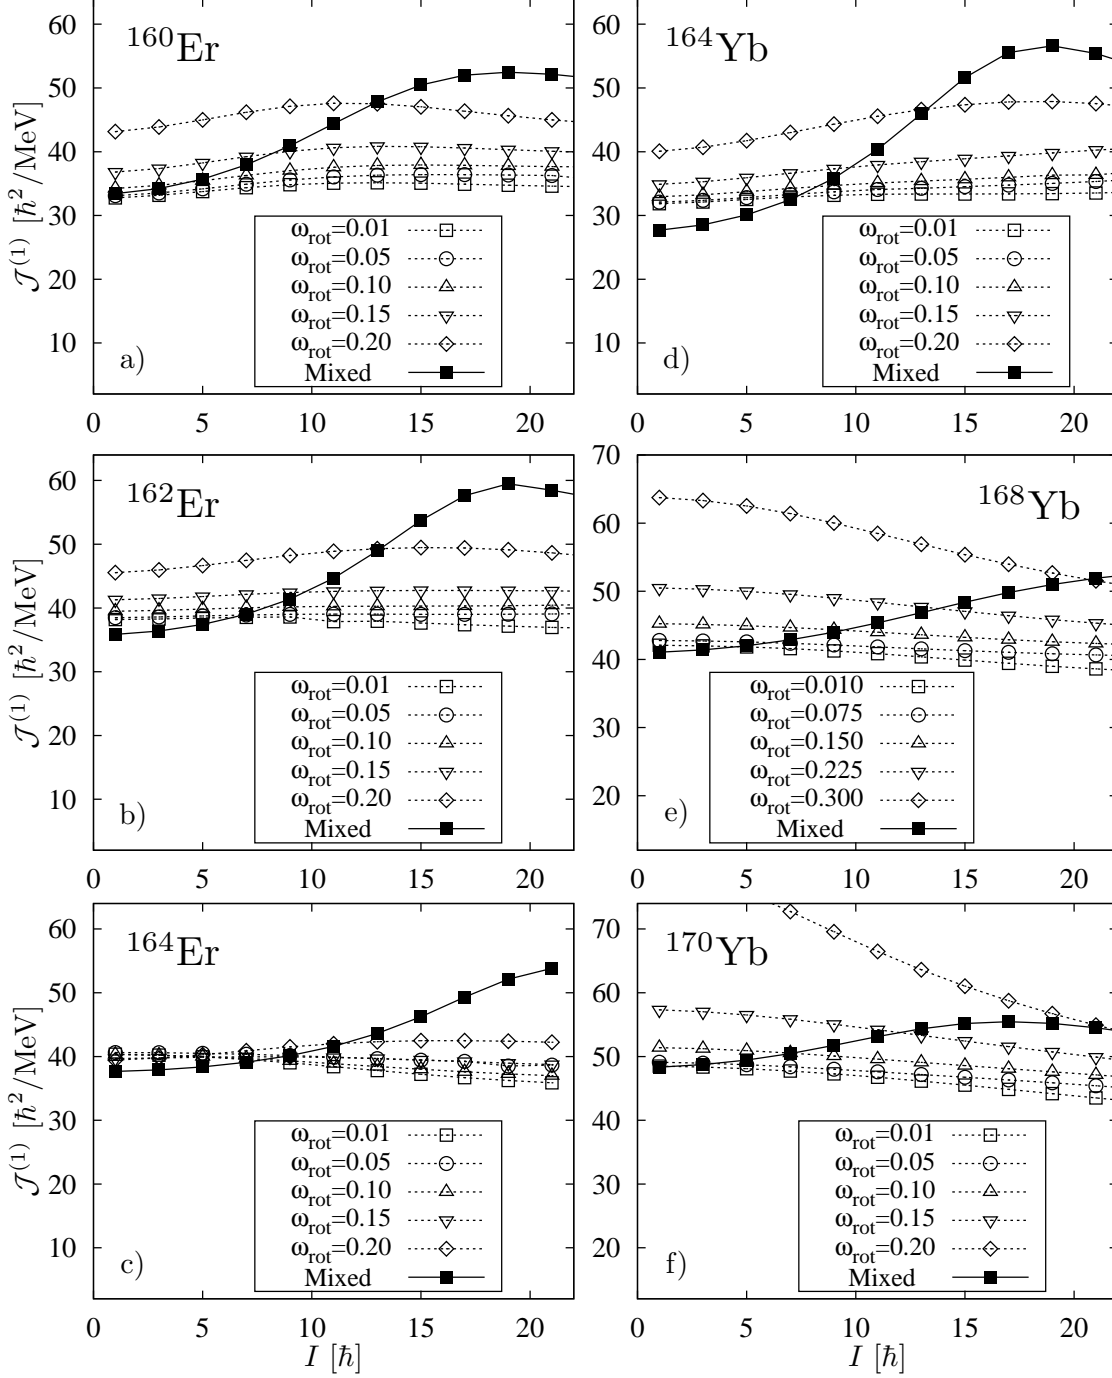 160Er
60
50
40
30
20
10
𝒥(1) [ħ2/MeV]
ωrot=0.01
ωrot=0.05
ωrot=0.10
ωrot=0.15
ωrot=0.20
Mixed
a)
0 5 10 15 20
164Yb
60
50
40
30
20
10
ωrot=0.01
ωrot=0.05
ωrot=0.10
ωrot=0.15
ωrot=0.20
Mixed
d)
0 5 10 15 20
162Er
60
50
40
30
20
10
𝒥(1) [ħ2/MeV]
ωrot=0.01
ωrot=0.05
ωrot=0.10
ωrot=0.15
ωrot=0.20
Mixed
b)
0 5 10 15 20
168Yb
70
60
50
40
30
20
ωrot=0.010
ωrot=0.075
ωrot=0.150
ωrot=0.225
ωrot=0.300
Mixed
e)
0 5 10 15 20
164Er
60
50
40
30
20
10
𝒥(1) [ħ2/MeV]
ωrot=0.01
ωrot=0.05
ωrot=0.10
ωrot=0.15
ωrot=0.20
Mixed
c)
0 5 10 15 20
I [ħ]
170Yb
70
60
50
40
30
20
ωrot=0.01
ωrot=0.05
ωrot=0.10
ωrot=0.15
ωrot=0.20
Mixed
f)
0 5 10 15 20
I [ħ]